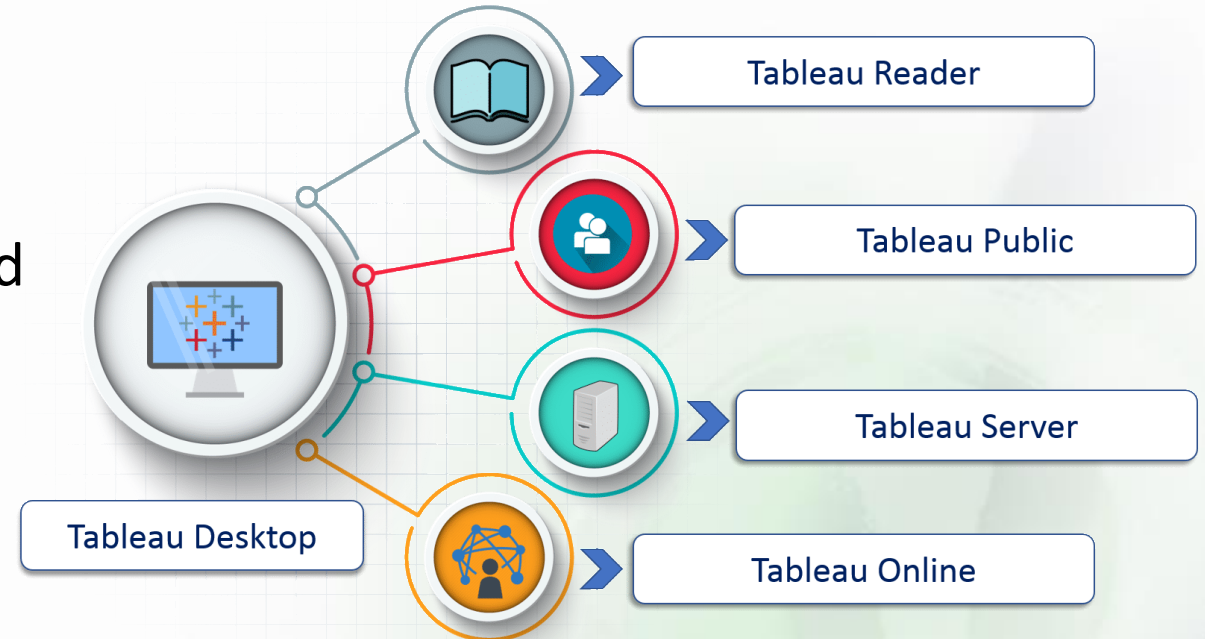 Tableau Reader
Tableau Public
d
Tableau Server
Tableau Desktop
Tableau Online